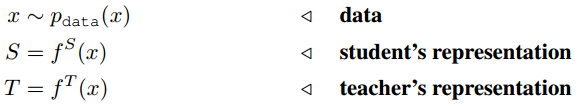 x ∼ p_data(x) ◁ data
S = f^S(x) ◁ student's representation
T = f^T(x) ◁ teacher's representation